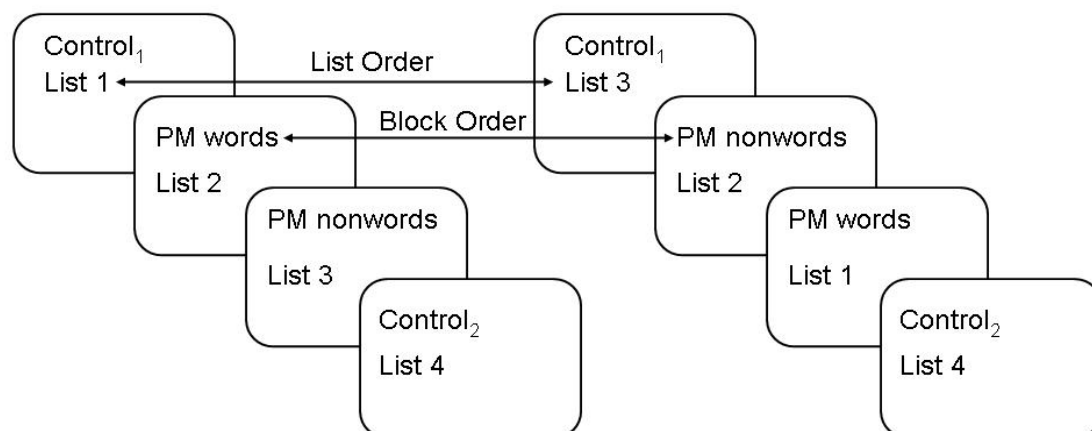 Control₁
List 1
List Order
Control₁
List 3
PM words
Block Order
PM nonwords
List 2
List 2
PM nonwords
List 3
PM words
List 1
Control₂
List 4
Control₂
List 4